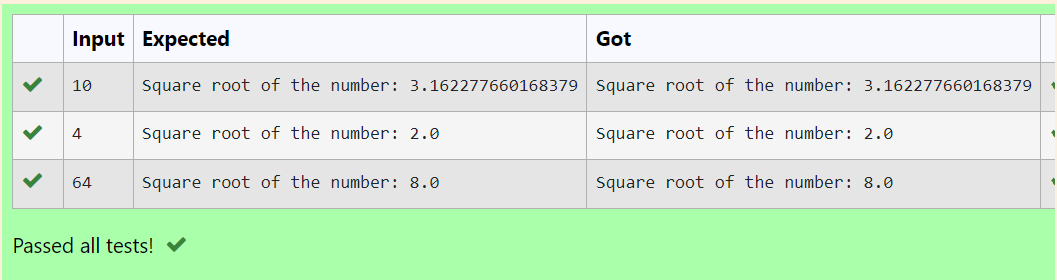 Input Expected Got
10 Square root of the number: 3.162277660168379 Square root of the number: 3.162277660168379
4 Square root of the number: 2.0 Square root of the number: 2.0
64 Square root of the number: 8.0 Square root of the number: 8.0
Passed all tests!